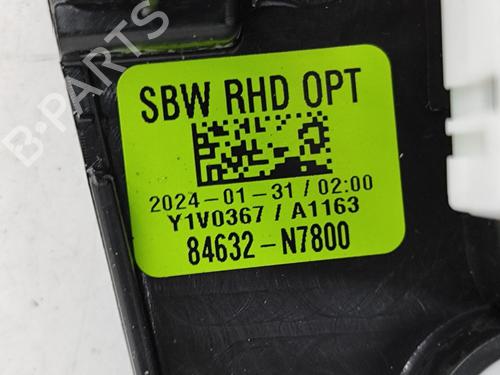 SBW RHD OPT
2024-01-31/02:00
Y1V0367/A1163
84632-N7800
B-PARTS